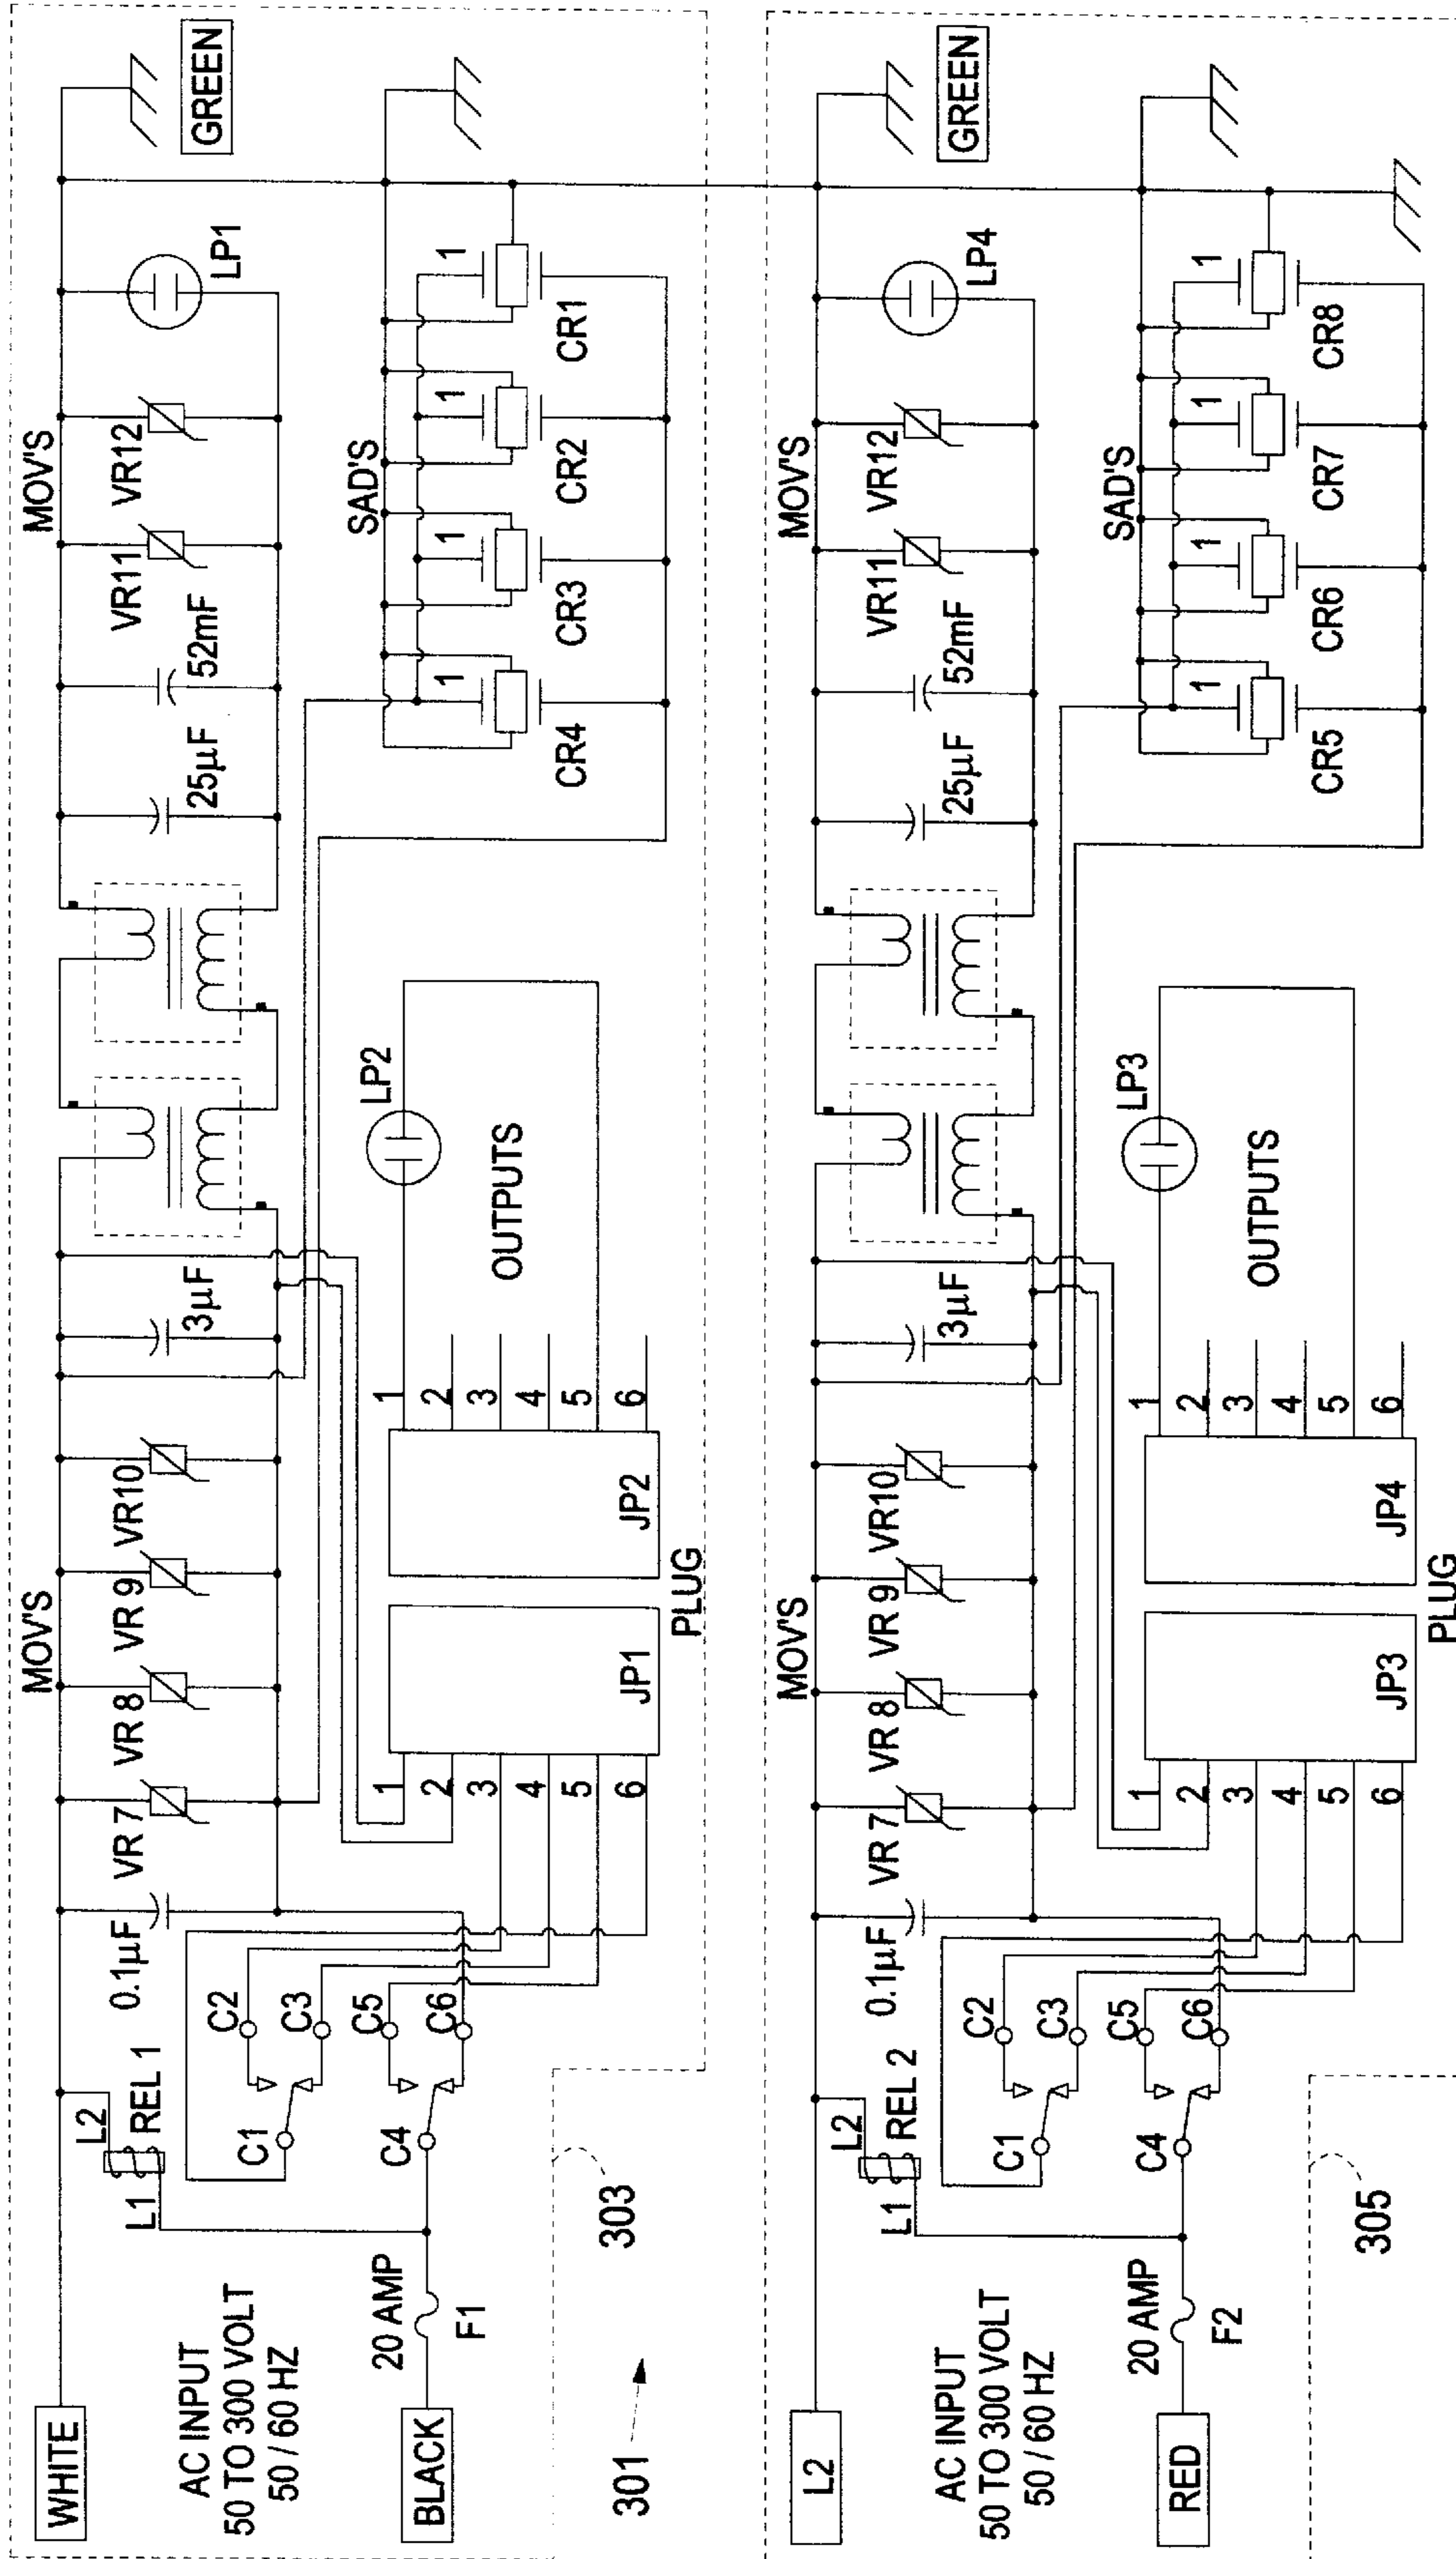 WHITE
AC INPUT
50 TO 300 VOLT
50 / 60 HZ
BLACK
20 AMP
F1
301
303
L1
L2
REL 1
C1
C2
C3
C4
C5
C6
0.1µF
MOV'S
VR 7
VR 8
VR 9
VR10
3µF
JP1
1
2
3
4
5
6
PLUG
JP2
1
2
3
4
5
6
OUTPUTS
LP2
25µF
52mF
MOV'S
VR11
VR12
LP1
GREEN
SAD'S
1
1
1
1
CR4
CR3
CR2
CR1
L2
AC INPUT
50 TO 300 VOLT
50 / 60 HZ
RED
20 AMP
F2
305
L1
L2
REL 2
C1
C2
C3
C4
C5
C6
0.1µF
MOV'S
VR 7
VR 8
VR 9
VR10
3µF
JP3
1
2
3
4
5
6
PLUG
JP4
1
2
3
4
5
6
OUTPUTS
LP3
25µF
52mF
MOV'S
VR11
VR12
LP4
GREEN
SAD'S
1
1
1
1
CR5
CR6
CR7
CR8